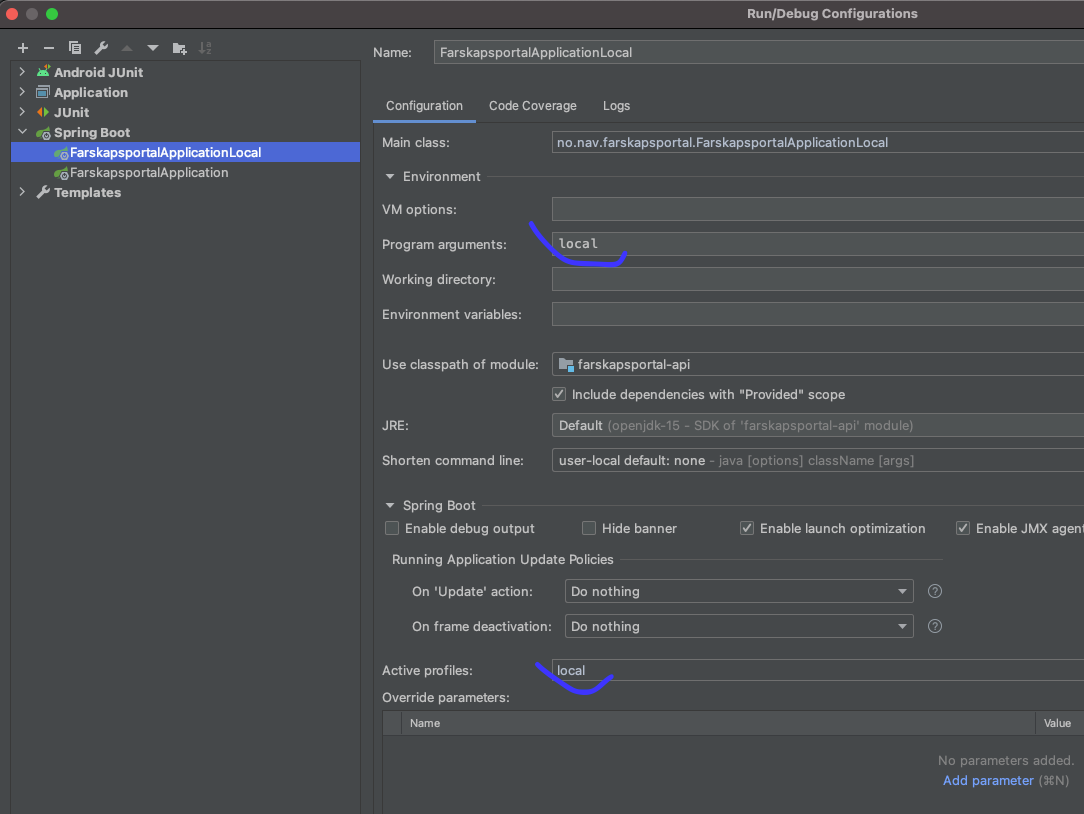 Run/Debug Configurations
Android JUnit
Application
JUnit
Spring Boot
FarskapsportalApplicationLocal
FarskapsportalApplication
Templates
Name: FarskapsportalApplicationLocal
Configuration Code Coverage Logs
Main class: no.nav.farskapsportal.FarskapsportalApplicationLocal
Environment
VM options:
Program arguments: local
Working directory:
Environment variables:
Use classpath of module: farskapsportal-api
Include dependencies with "Provided" scope
JRE: Default (openjdk-15 - SDK of 'farskapsportal-api' module)
Shorten command line: user-local default: none - java [options] className [args]
Spring Boot
Enable debug output Hide banner Enable launch optimization Enable JMX agent
Running Application Update Policies
On 'Update' action: Do nothing ?
On frame deactivation: Do nothing ?
Active profiles: local
Override parameters:
Name Value
No parameters added.
Add parameter (⌘N)